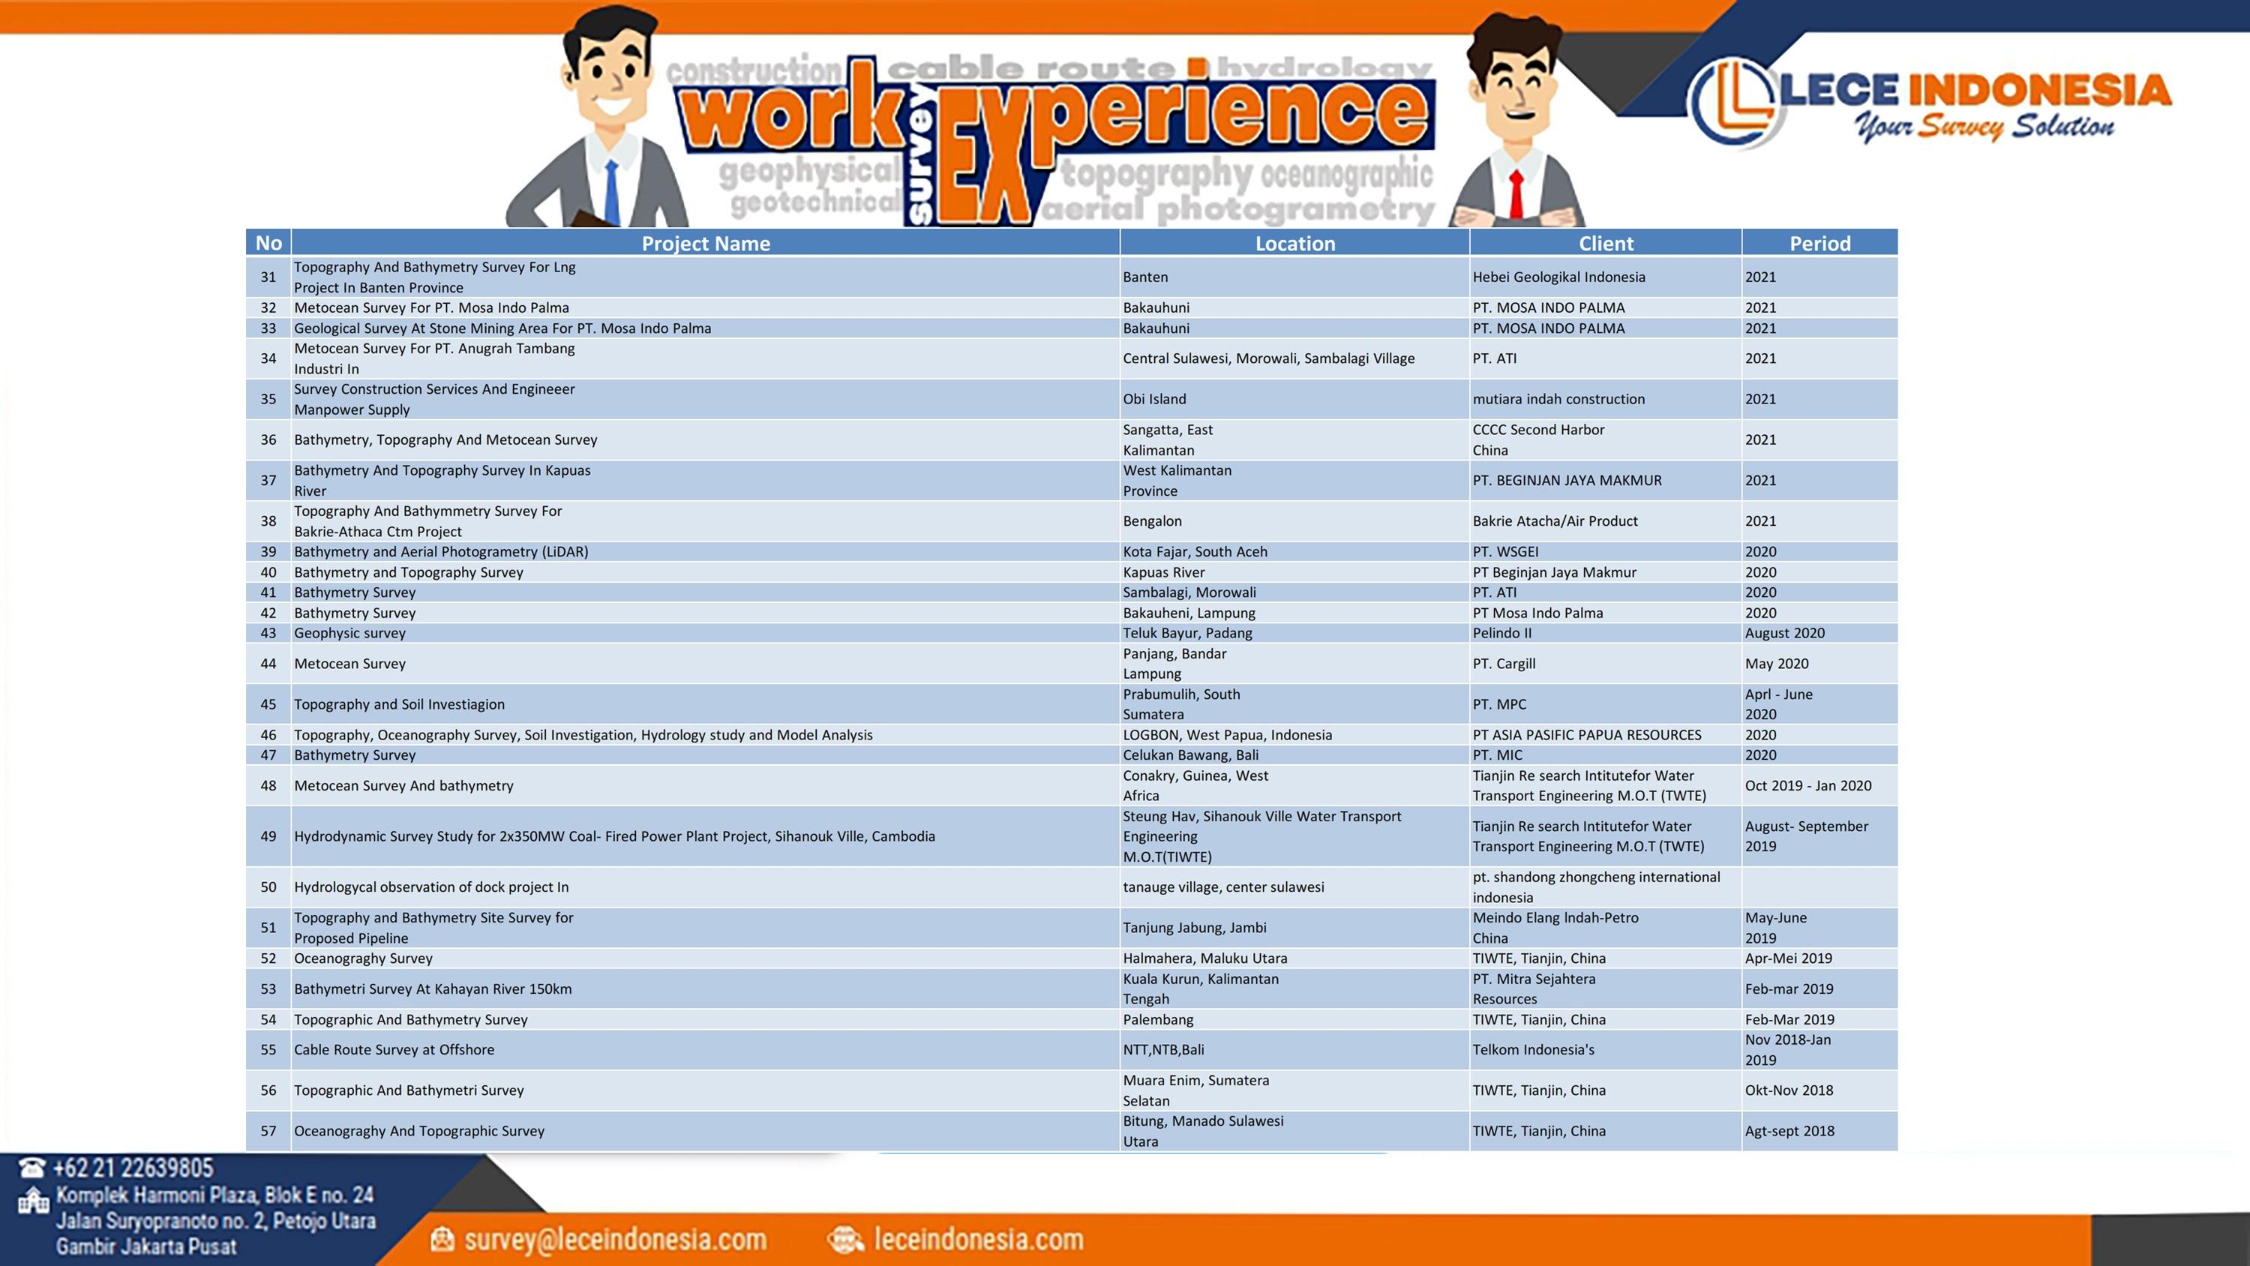 construction cable route hydrology
work survey EXperience
geophysical topography oceanographic
geotechnical aerial photogrametry
LECE INDONESIA
Your Survey Solution
No Project Name Location Client Period
31 Topography And Bathymetry Survey For Lng
Project In Banten Province Banten Hebei Geologikal Indonesia 2021
32 Metocean Survey For PT. Mosa Indo Palma Bakauhuni PT. MOSA INDO PALMA 2021
33 Geological Survey At Stone Mining Area For PT. Mosa Indo Palma Bakauhuni PT. MOSA INDO PALMA 2021
34 Metocean Survey For PT. Anugrah Tambang
Industri In Central Sulawesi, Morowali, Sambalagi Village PT. ATI 2021
35 Survey Construction Services And Engineeer
Manpower Supply Obi Island mutiara indah construction 2021
36 Bathymetry, Topography And Metocean Survey Sangatta, East
Kalimantan CCCC Second Harbor
China 2021
37 Bathymetry And Topography Survey In Kapuas
River West Kalimantan
Province PT. BEGINJAN JAYA MAKMUR 2021
38 Topography And Bathymmetry Survey For
Bakrie-Athaca Ctm Project Bengalon Bakrie Atacha/Air Product 2021
39 Bathymetry and Aerial Photogrametry (LiDAR) Kota Fajar, South Aceh PT. WSGEI 2020
40 Bathymetry and Topography Survey Kapuas River PT Beginjan Jaya Makmur 2020
41 Bathymetry Survey Sambalagi, Morowali PT. ATI 2020
42 Bathymetry Survey Bakauheni, Lampung PT Mosa Indo Palma 2020
43 Geophysic survey Teluk Bayur, Padang Pelindo II August 2020
44 Metocean Survey Panjang, Bandar
Lampung PT. Cargill May 2020
45 Topography and Soil Investiagion Prabumulih, South
Sumatera PT. MPC Aprl - June
2020
46 Topography, Oceanography Survey, Soil Investigation, Hydrology study and Model Analysis LOGBON, West Papua, Indonesia PT ASIA PASIFIC PAPUA RESOURCES 2020
47 Bathymetry Survey Celukan Bawang, Bali PT. MIC 2020
48 Metocean Survey And bathymetry Conakry, Guinea, West
Africa Tianjin Re search Intitutefor Water
Transport Engineering M.O.T (TWTE) Oct 2019 - Jan 2020
49 Hydrodynamic Survey Study for 2x350MW Coal- Fired Power Plant Project, Sihanouk Ville, Cambodia Steung Hav, Sihanouk Ville Water Transport
Engineering
M.O.T(TIWTE) Tianjin Re search Intitutefor Water
Transport Engineering M.O.T (TWTE) August- September
2019
50 Hydrologycal observation of dock project In tanauge village, center sulawesi pt. shandong zhongcheng international
indonesia
51 Topography and Bathymetry Site Survey for
Proposed Pipeline Tanjung Jabung, Jambi Meindo Elang lndah-Petro
China May-June
2019
52 Oceanograghy Survey Halmahera, Maluku Utara TIWTE, Tianjin, China Apr-Mei 2019
53 Bathymetri Survey At Kahayan River 150km Kuala Kurun, Kalimantan
Tengah PT. Mitra Sejahtera
Resources Feb-mar 2019
54 Topographic And Bathymetry Survey Palembang TIWTE, Tianjin, China Feb-Mar 2019
55 Cable Route Survey at Offshore NTT,NTB,Bali Telkom Indonesia's Nov 2018-Jan
2019
56 Topographic And Bathymetri Survey Muara Enim, Sumatera
Selatan TIWTE, Tianjin, China Okt-Nov 2018
57 Oceanograghy And Topographic Survey Bitung, Manado Sulawesi
Utara TIWTE, Tianjin, China Agt-sept 2018
+62 21 22639805
Komplek Harmoni Plaza, Blok E no. 24
Jalan Suryopranoto no. 2, Petojo Utara
Gambir Jakarta Pusat
survey@leceindonesia.com leceindonesia.com